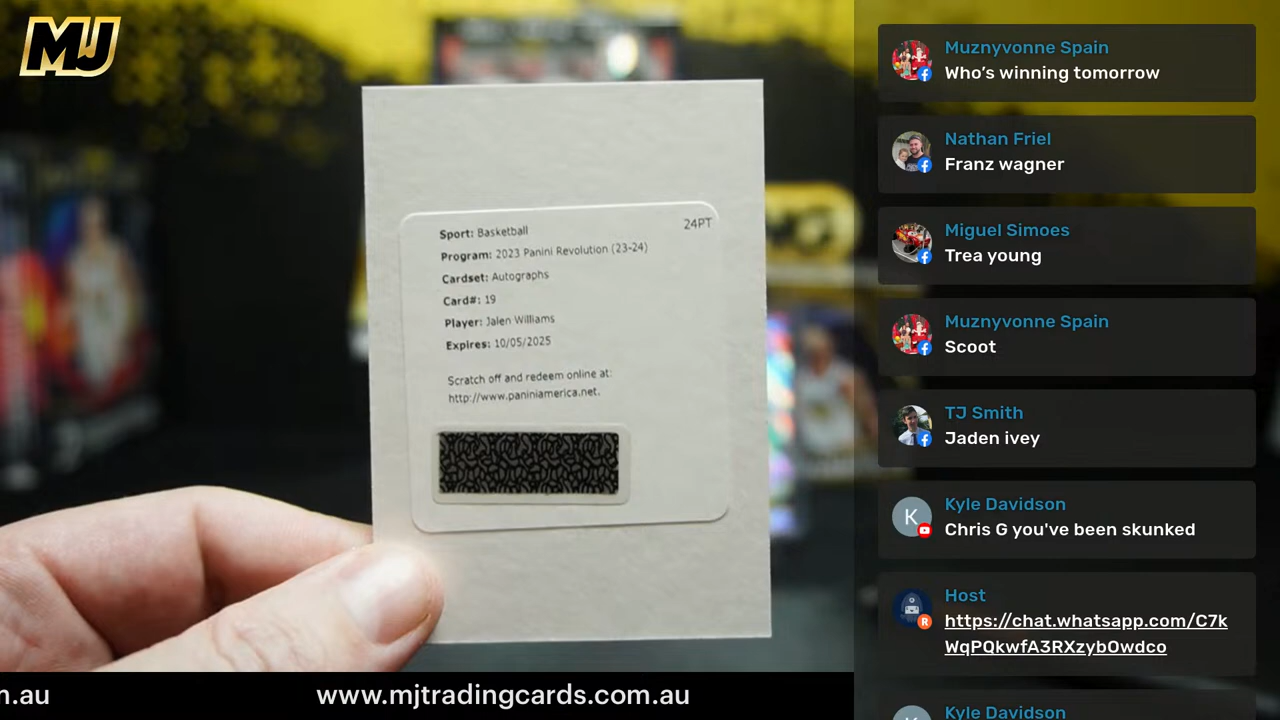 MJ
24PT
Sport: Basketball
Program: 2023 Panini Revolution (23-24)
Cardset: Autographs
Card#: 19
Player: Jalen Williams
Expires: 10/05/2025
Scratch off and redeem online at:
http://www.paniniamerica.net.
Muznyvonne Spain
Who’s winning tomorrow
Nathan Friel
Franz wagner
Miguel Simoes
Trea young
Muznyvonne Spain
Scoot
TJ Smith
Jaden ivey
K
Kyle Davidson
Chris G you've been skunked
Host
R
https://chat.whatsapp.com/C7k
WqPQkwfA3RXzybOwdco
Kyle Davidson
m.au
www.mjtradingcards.com.au